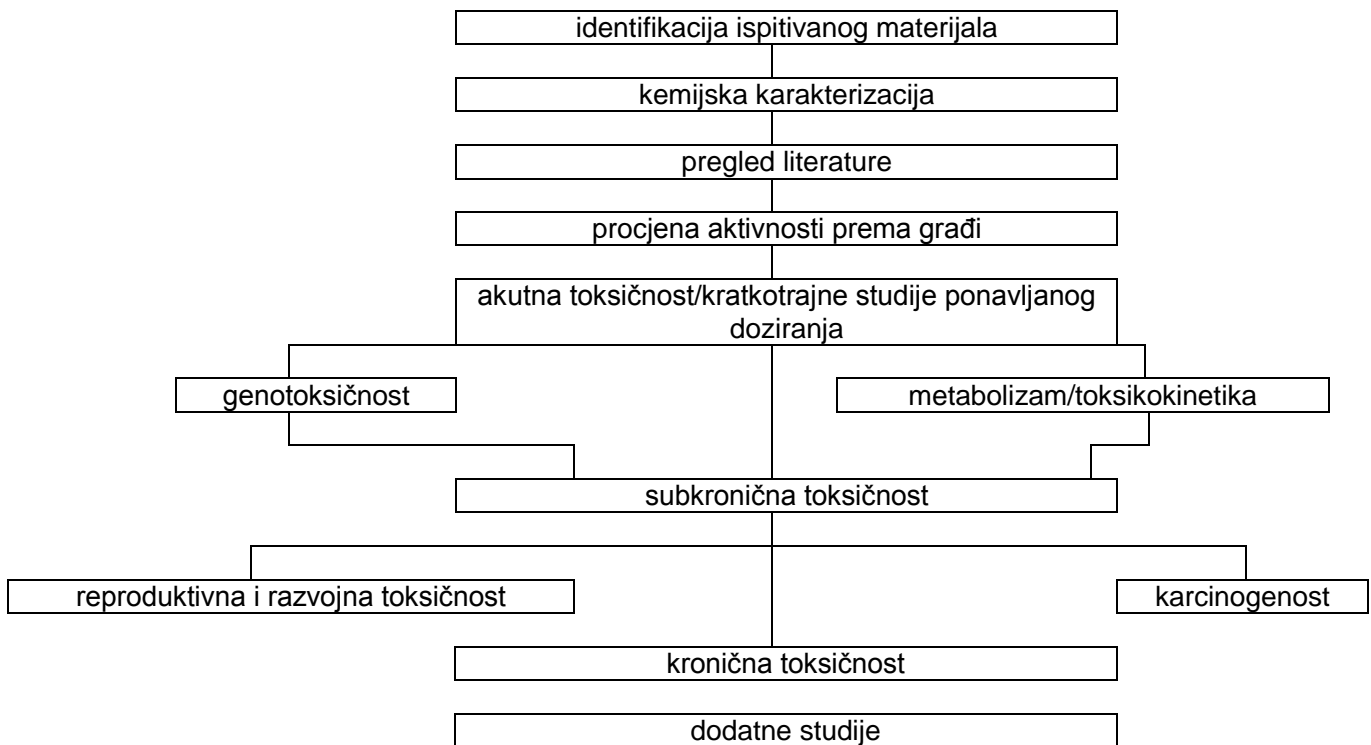 identifikacija ispitivanog materijala
kemijska karakterizacija
pregled literature
procjena aktivnosti prema građi
akutna toksičnost/kratkotrajne studije ponavljanog
doziranja
genotoksičnost
metabolizam/toksikokinetika
subkronična toksičnost
reproduktivna i razvojna toksičnost
karcinogenost
kronična toksičnost
dodatne studije